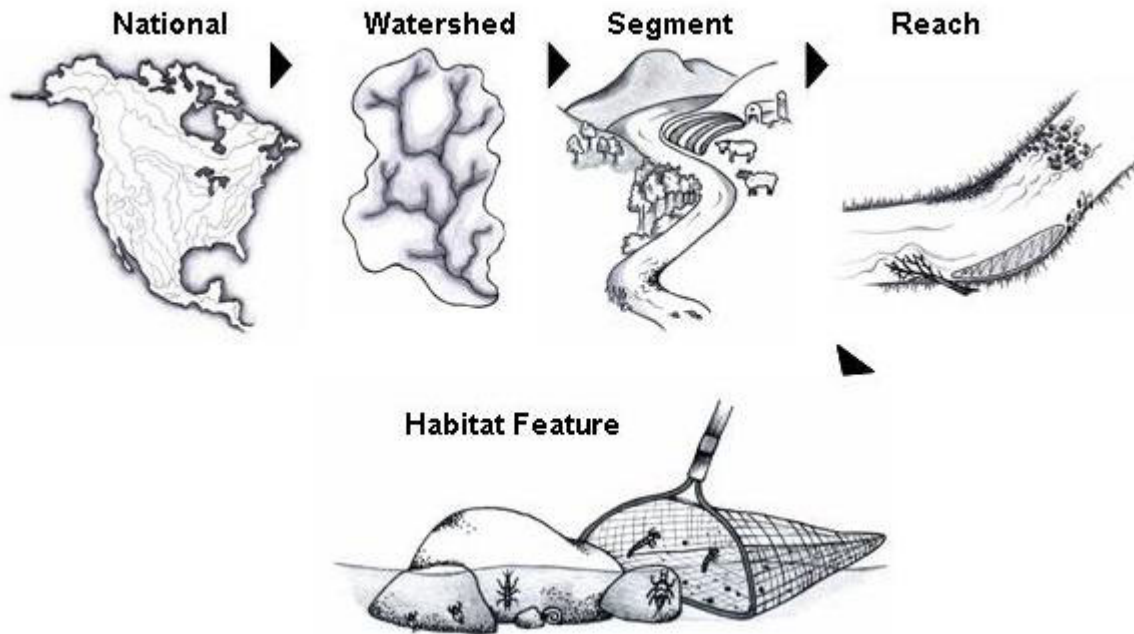 National
Watershed
Segment
Reach
Habitat Feature